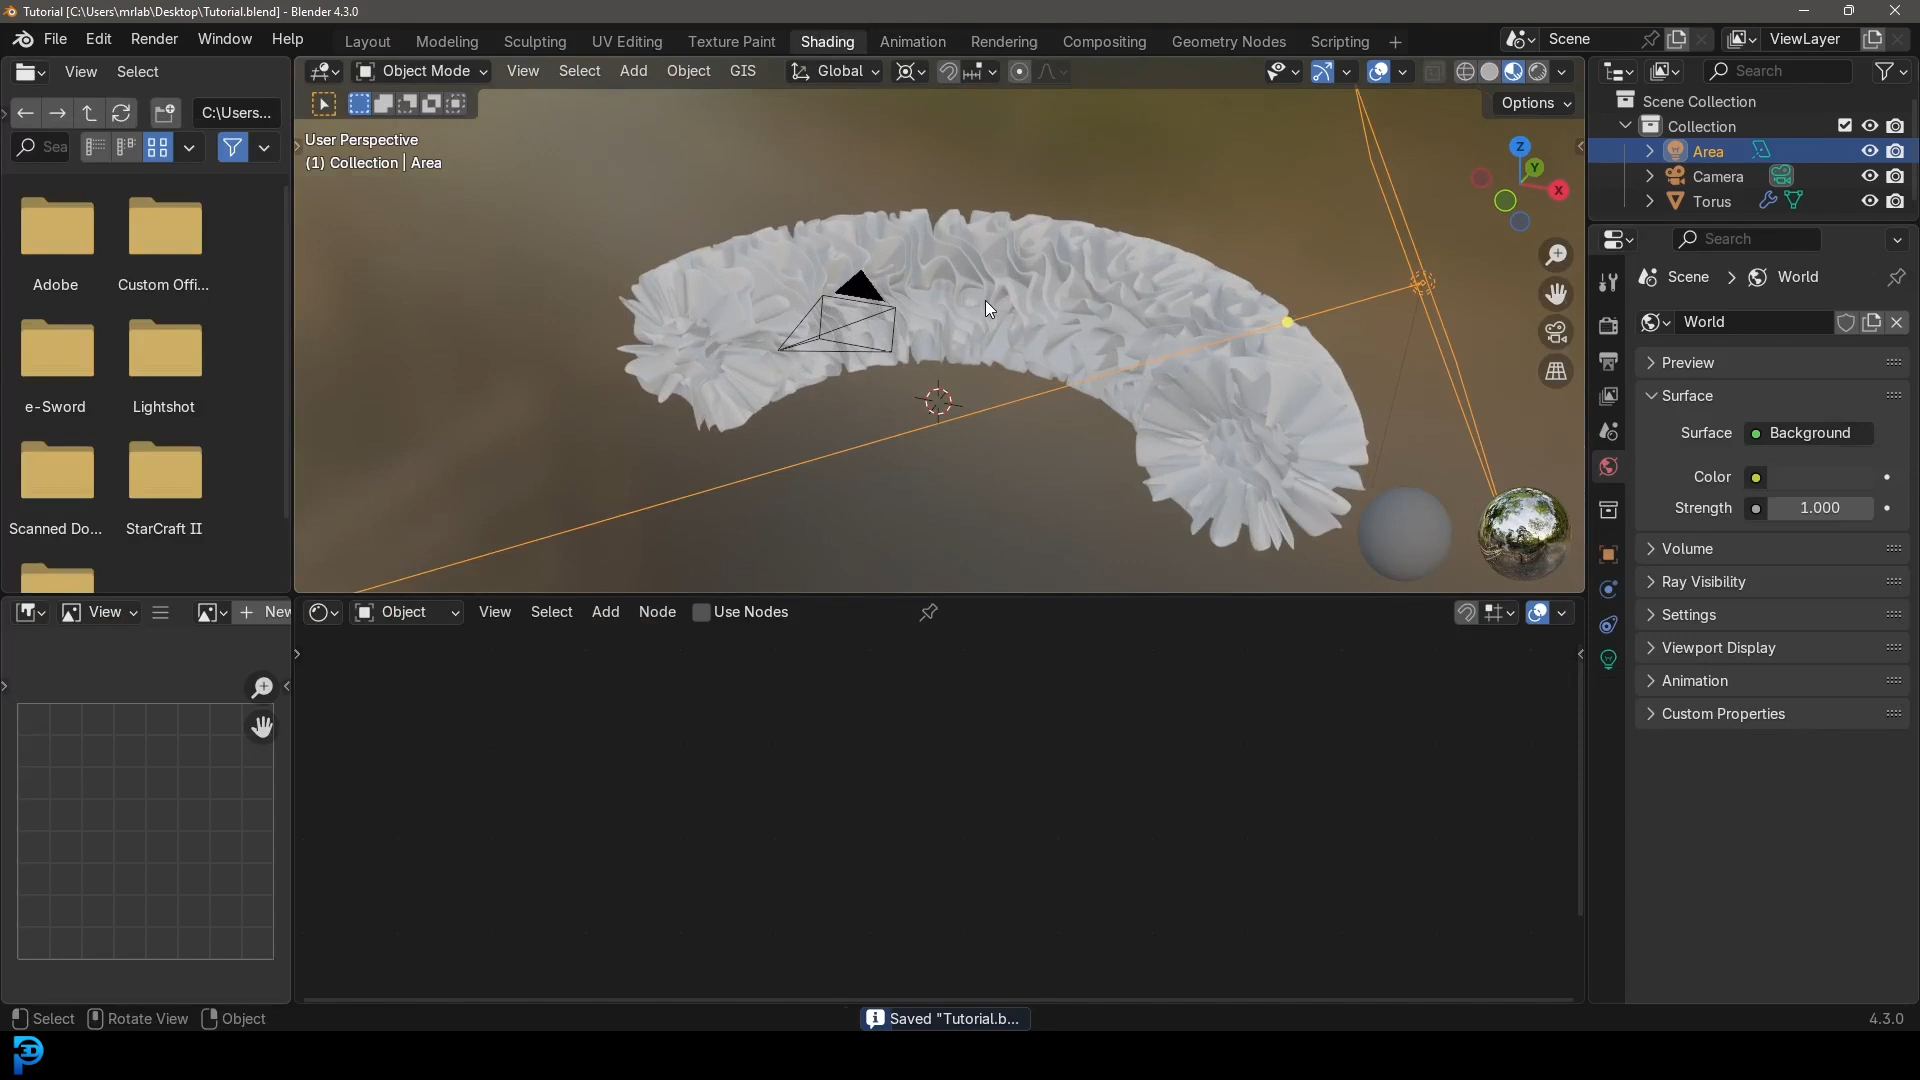 Tutorial [C:\Users\mrlab\Desktop\Tutorial.blend] - Blender 4.3.0
File Edit Render Window Help
Layout Modeling Sculpting UV Editing Texture Paint Shading Animation Rendering Compositing Geometry Nodes Scripting +
Scene
ViewLayer
View Select
C:\Users...
Sea
Object Mode
View Select Add Object GIS
Global
Options
User Perspective
(1) Collection | Area
Z
Y
X
Adobe
Custom Offi...
e-Sword
Lightshot
Scanned Do...
StarCraft II
Search
Scene Collection
Collection
Area
Camera
Torus
Search
Scene > World
World
Preview
Surface
Surface Background
Color
Strength 1.000
Volume
Ray Visibility
Settings
Viewport Display
Animation
Custom Properties
View
+ New
Object
View Select Add Node Use Nodes
Select Rotate View Object
Saved "Tutorial.b...
4.3.0